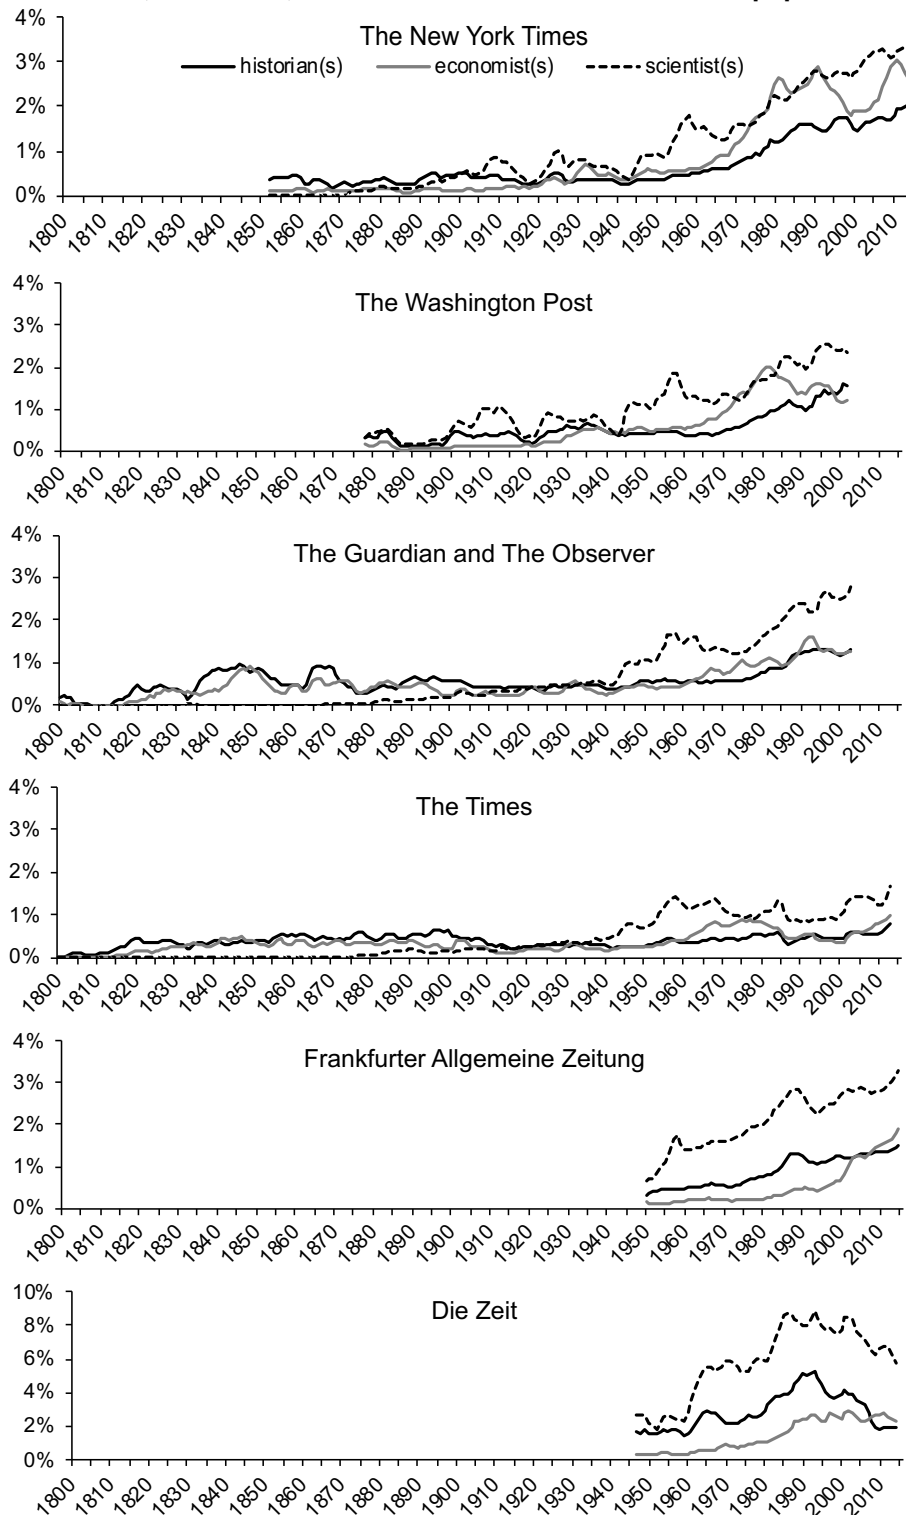 4%
The New York Times
historian(s) economist(s) scientist(s)
3%
2%
1%
0%
1800 1810 1820 1830 1840 1850 1860 1870 1880 1890 1900 1910 1920 1930 1940 1950 1960 1970 1980 1990 2000 2010
4%
The Washington Post
3%
2%
1%
0%
1800 1810 1820 1830 1840 1850 1860 1870 1880 1890 1900 1910 1920 1930 1940 1950 1960 1970 1980 1990 2000 2010
4%
The Guardian and The Observer
3%
2%
1%
0%
1800 1810 1820 1830 1840 1850 1860 1870 1880 1890 1900 1910 1920 1930 1940 1950 1960 1970 1980 1990 2000 2010
4%
The Times
3%
2%
1%
0%
1800 1810 1820 1830 1840 1850 1860 1870 1880 1890 1900 1910 1920 1930 1940 1950 1960 1970 1980 1990 2000 2010
4%
Frankfurter Allgemeine Zeitung
3%
2%
1%
0%
1800 1810 1820 1830 1840 1850 1860 1870 1880 1890 1900 1910 1920 1930 1940 1950 1960 1970 1980 1990 2000 2010
10%
Die Zeit
8%
6%
4%
2%
0%
1800 1810 1820 1830 1840 1850 1860 1870 1880 1890 1900 1910 1920 1930 1940 1950 1960 1970 1980 1990 2000 2010